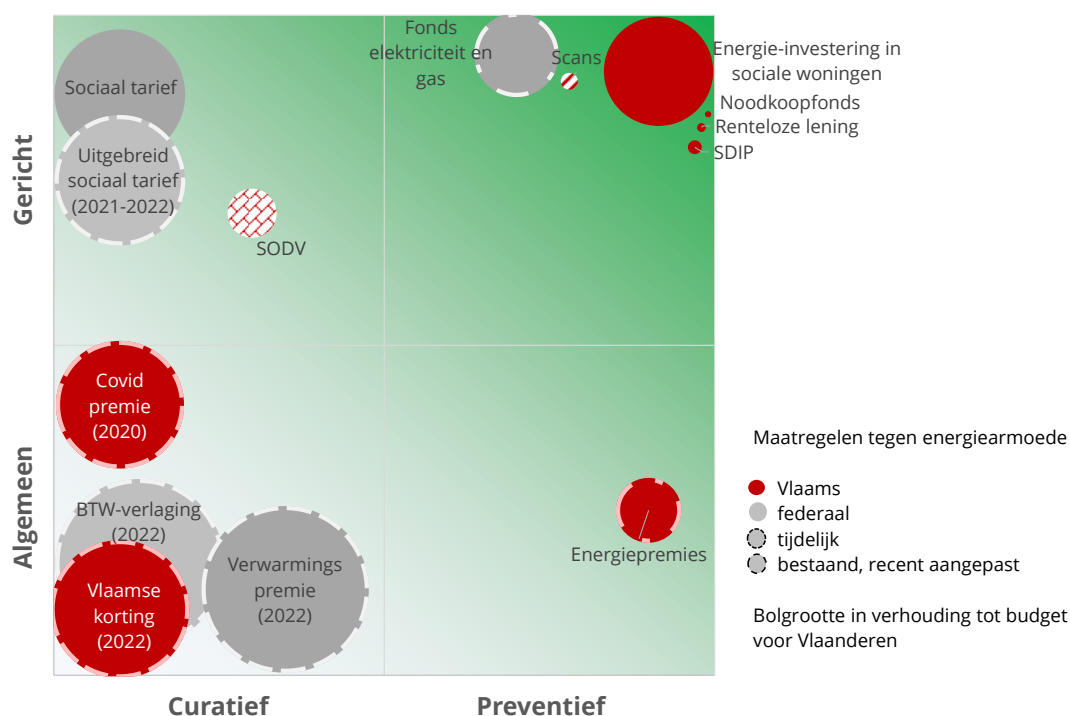 Fonds
elektriciteit en
gas
Scans
Energie-investering in
sociale woningen
Noodkoopfonds
Renteloze lening
SDIP
Sociaal tarief
Uitgebreid
sociaal tarief
(2021-2022)
SODV
Gericht
Covid
premie
(2020)
BTW-verlaging
(2022)
Vlaamse
korting
(2022)
Verwarmings
premie
(2022)
Energiepremies
Algemeen
Curatief
Preventief
Maatregelen tegen energiearmoede
Vlaams
federaal
tijdelijk
bestaand, recent aangepast
Bolgrootte in verhouding tot budget
voor Vlaanderen